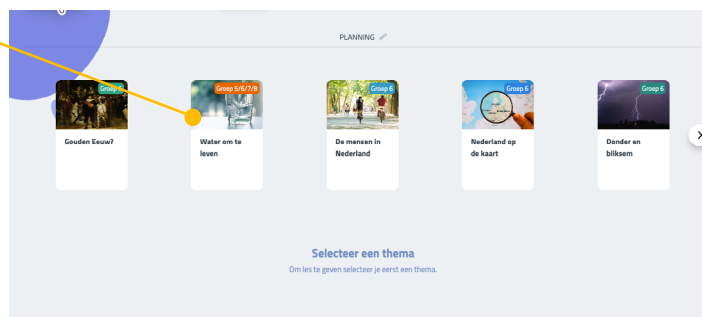 PLANNING
Groep 6
Groep 5/6/7/8
Groep 6
Groep 6
Groep 6
Gouden Eeuw?
Water om te
leven
De mensen in
Nederland
Nederland op
de kaart
Donder en
bliksem
Selecteer een thema
Om les te geven selecteer je eerst een thema.